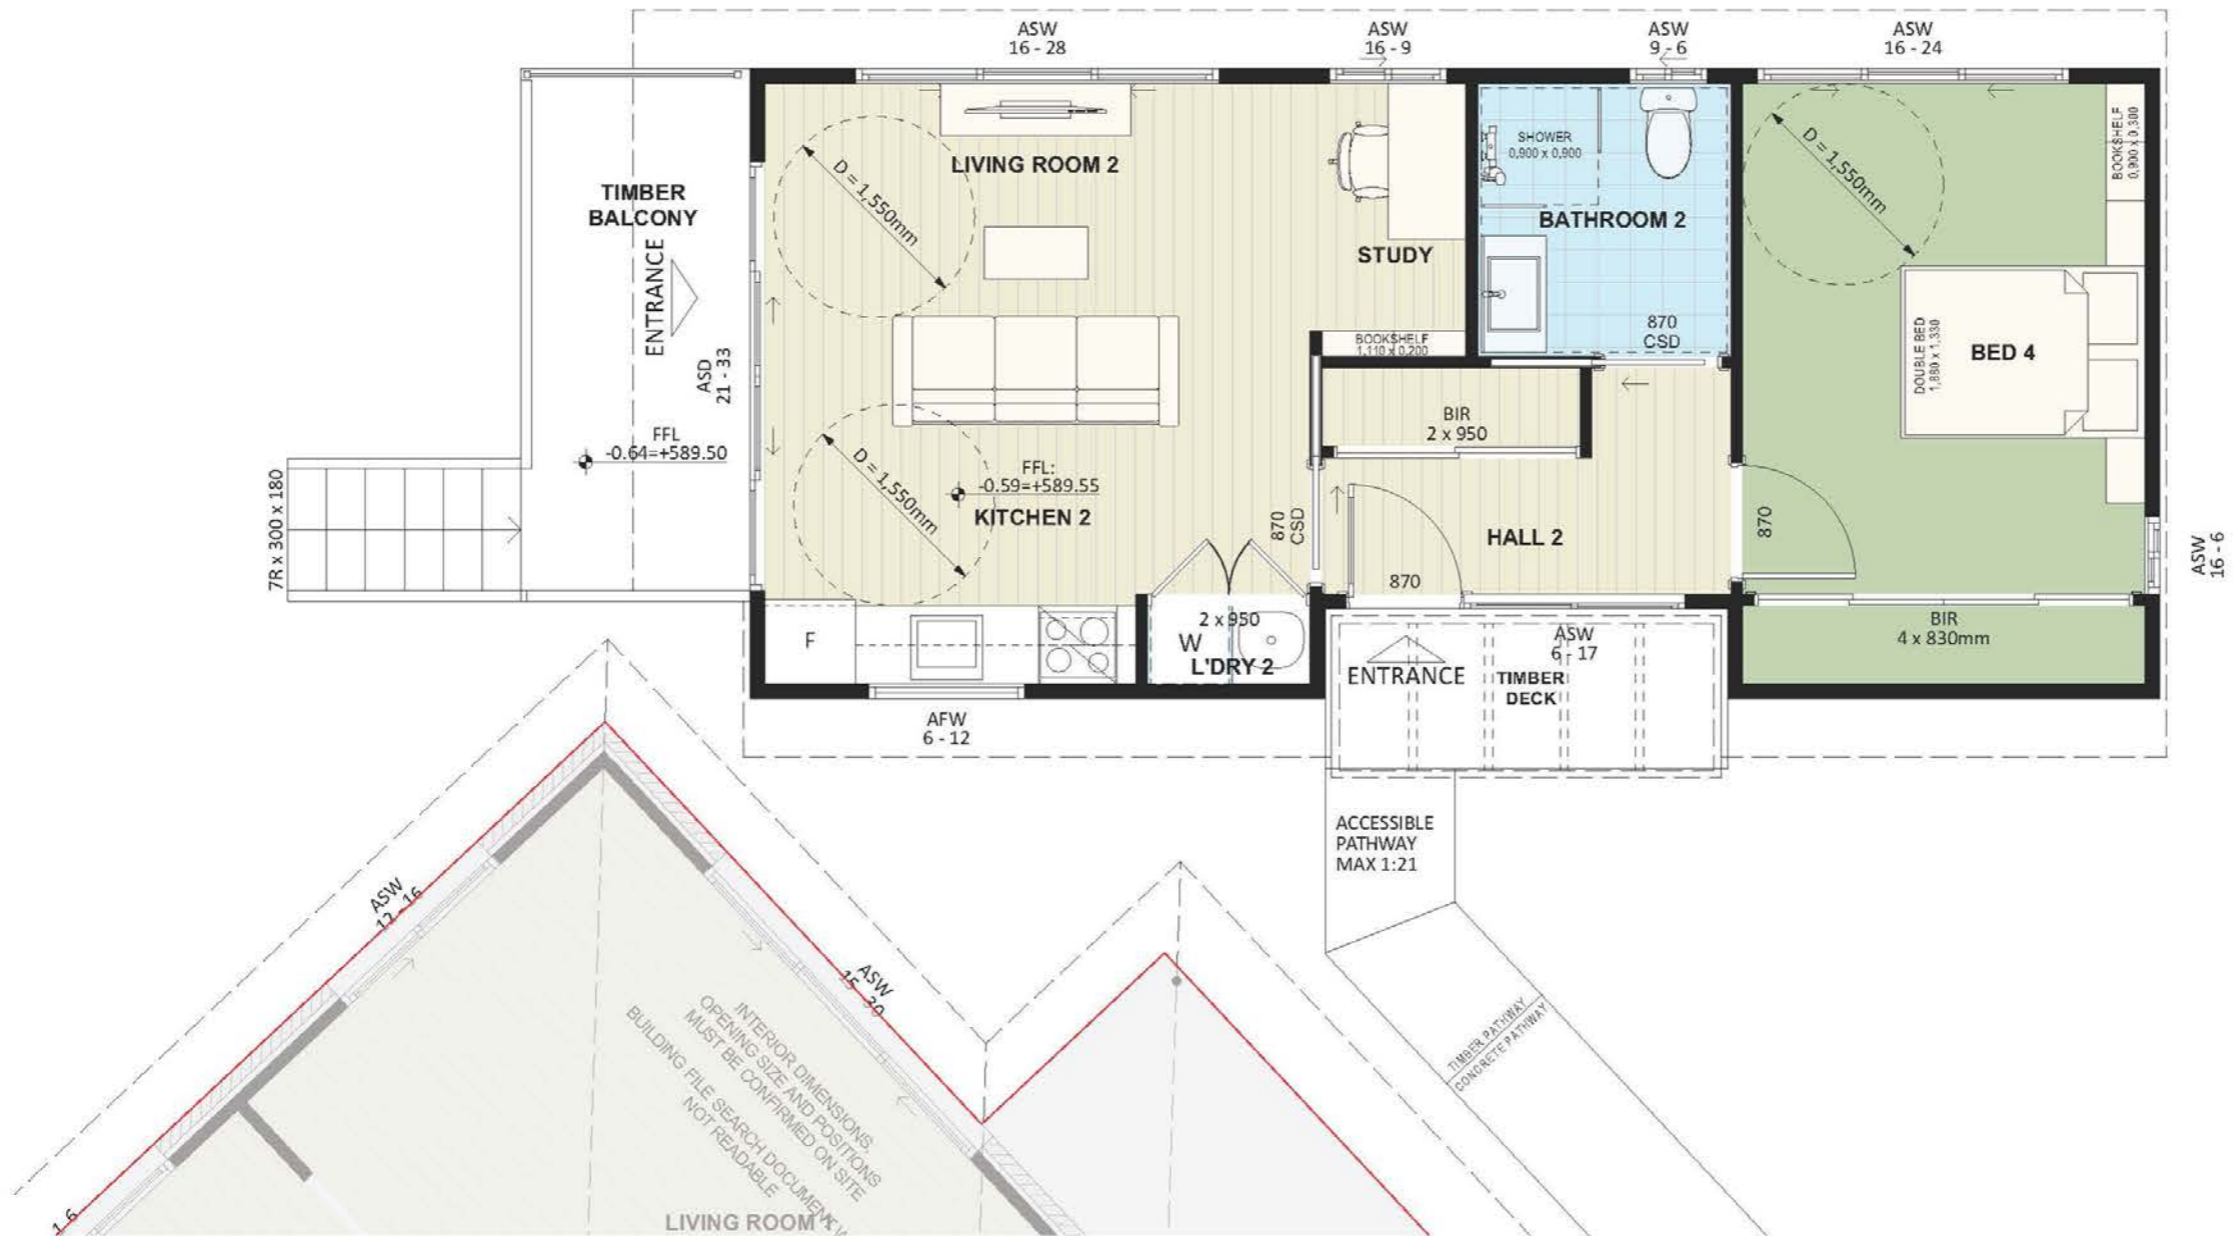 ASW
16 - 28
ASW
16 - 9
ASW
9 - 6
ASW
16 - 24
TIMBER
BALCONY
ENTRANCE
ASD
21 - 33
FFL
-0.64=+589.50
7R x 300 x 180
D = 1,550mm
LIVING ROOM 2
STUDY
BOOKSHELF
1,110 x 0,200
SHOWER
0,900 x 0,900
BATHROOM 2
870
CSD
D = 1,550mm
BOOKSHELF
0,900 x 0,300
DOUBLE BED
1,880 x 1,330
BED 4
BIR
2 x 950
D = 1,550mm
FFL:
-0.59=+589.55
KITCHEN 2
870
CSD
HALL 2
870
870
ASW
16 - 6
F
2 x 950
W
L'DRY 2
ASW
6 - 17
ENTRANCE
TIMBER
DECK
BIR
4 x 830mm
AFW
6 - 12
ACCESSIBLE
PATHWAY
MAX 1:21
TIMBER PATHWAY
CONCRETE PATHWAY
ASW
12 - 16
ASW
15 - 30
INTERIOR DIMENSIONS,
OPENING SIZE AND POSITIONS
MUST BE CONFIRMED ON SITE
BUILDING FILE SEARCH DOCUMENT
NOT READABLE
LIVING ROOM